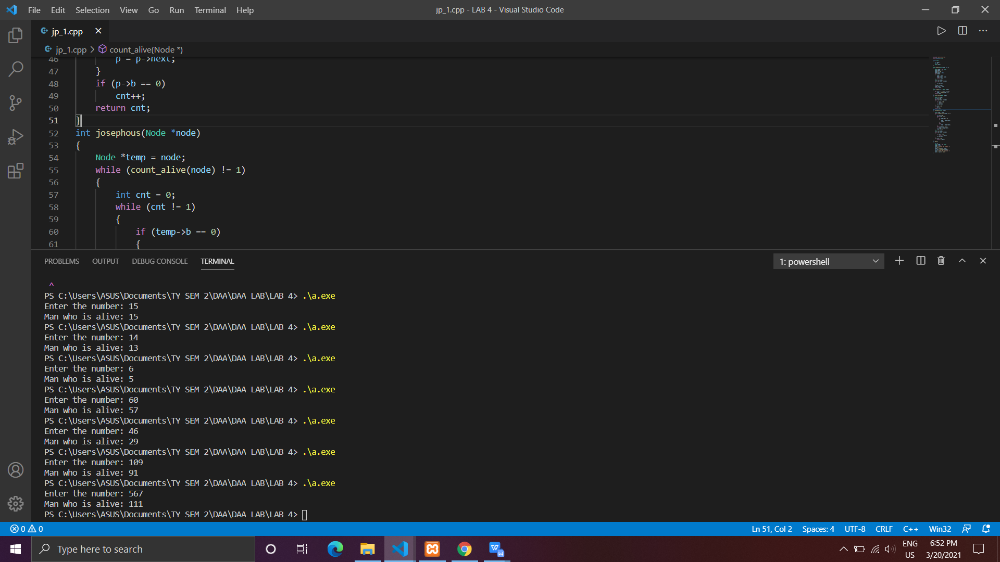 File Edit Selection View Go Run Terminal Help
jp_1.cpp - LAB 4 - Visual Studio Code
jp_1.cpp
jp_1.cpp > count_alive(Node *)
46 p = p->next;
47 }
48 if (p->b == 0)
49 cnt++;
50 return cnt;
51 }
52 int josephous(Node *node)
53 {
54 Node *temp = node;
55 while (count_alive(node) != 1)
56 {
57 int cnt = 0;
58 while (cnt != 1)
59 {
60 if (temp->b == 0)
61 {
PROBLEMS OUTPUT DEBUG CONSOLE TERMINAL
1: powershell
^
PS C:\Users\ASUS\Documents\TY SEM 2\DAA\DAA LAB\LAB 4> .\a.exe
Enter the number: 15
Man who is alive: 15
PS C:\Users\ASUS\Documents\TY SEM 2\DAA\DAA LAB\LAB 4> .\a.exe
Enter the number: 14
Man who is alive: 13
PS C:\Users\ASUS\Documents\TY SEM 2\DAA\DAA LAB\LAB 4> .\a.exe
Enter the number: 6
Man who is alive: 5
PS C:\Users\ASUS\Documents\TY SEM 2\DAA\DAA LAB\LAB 4> .\a.exe
Enter the number: 60
Man who is alive: 57
PS C:\Users\ASUS\Documents\TY SEM 2\DAA\DAA LAB\LAB 4> .\a.exe
Enter the number: 46
Man who is alive: 29
PS C:\Users\ASUS\Documents\TY SEM 2\DAA\DAA LAB\LAB 4> .\a.exe
Enter the number: 109
Man who is alive: 91
PS C:\Users\ASUS\Documents\TY SEM 2\DAA\DAA LAB\LAB 4> .\a.exe
Enter the number: 567
Man who is alive: 111
PS C:\Users\ASUS\Documents\TY SEM 2\DAA\DAA LAB\LAB 4>
0 0
Ln 51, Col 2 Spaces: 4 UTF-8 CRLF C++ Win32
Type here to search
ENG
US
6:52 PM
3/20/2021